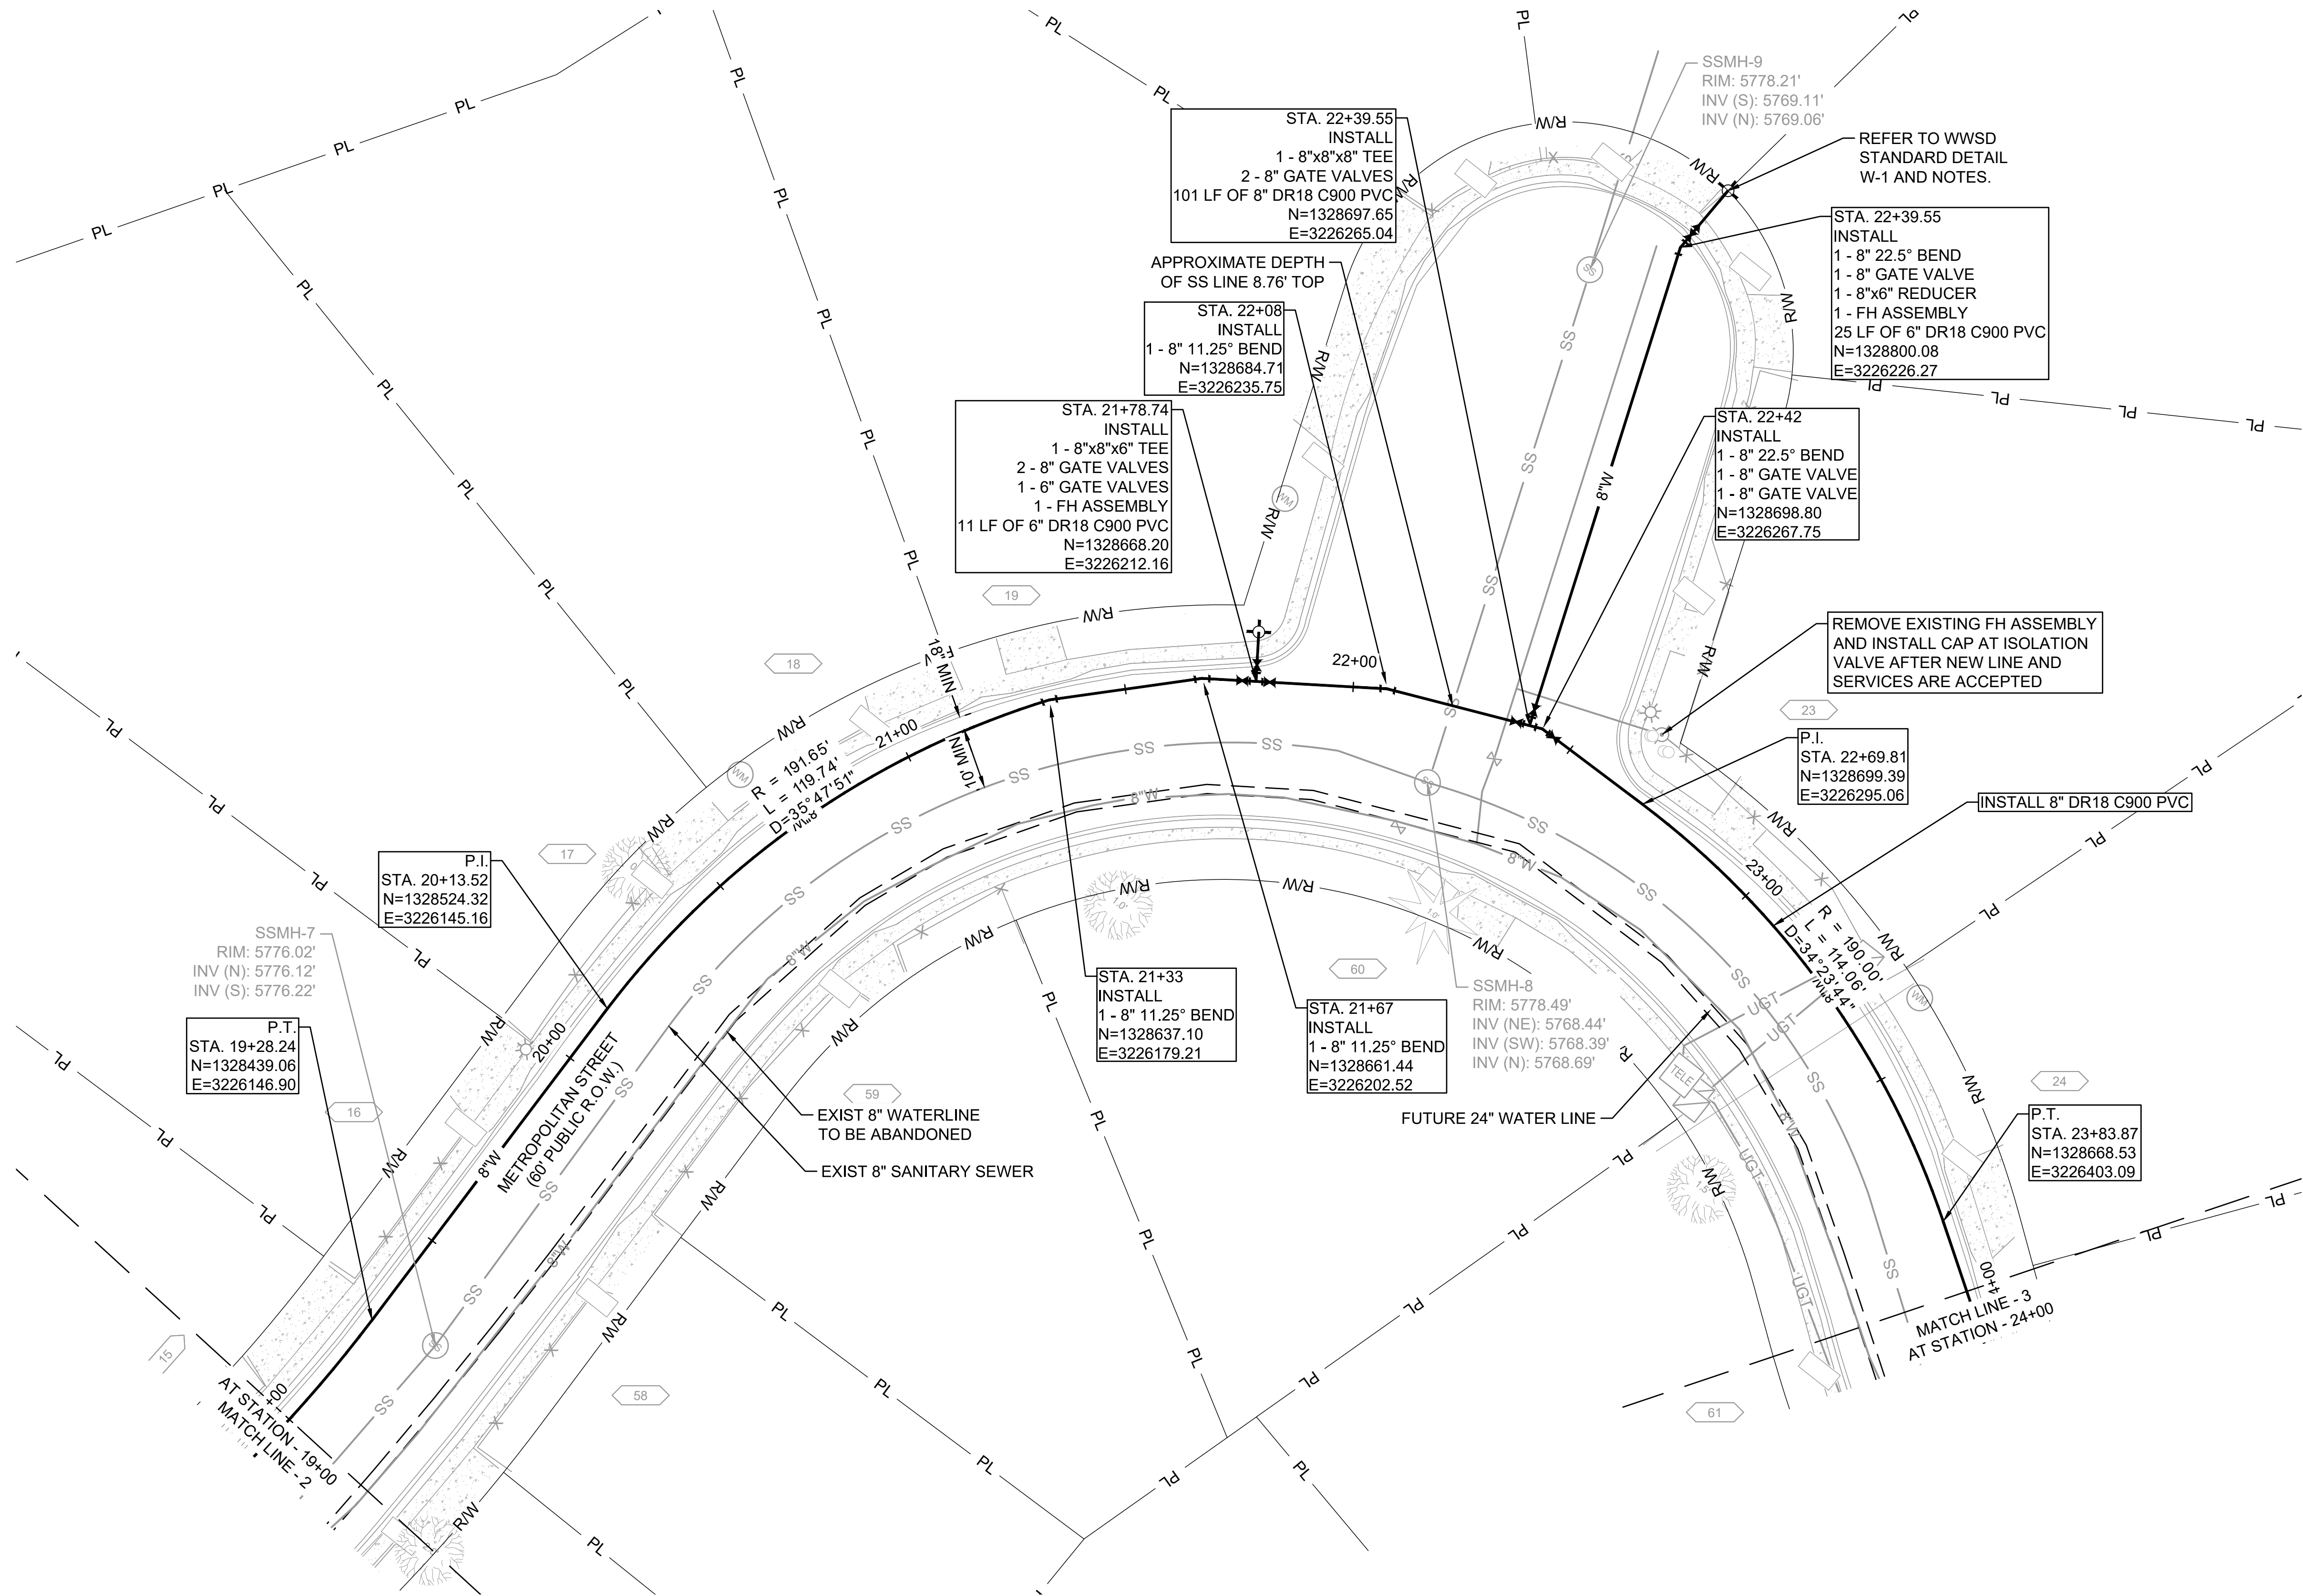 SSMH-9
RIM: 5778.21'
INV (S): 5769.11'
INV (N): 5769.06'
REFER TO WWSD
STANDARD DETAIL
W-1 AND NOTES.
STA. 22+39.55
INSTALL
1 - 8"x8"x8" TEE
2 - 8" GATE VALVES
101 LF OF 8" DR18 C900 PVC
N=1328697.65
E=3226265.04
STA. 22+39.55
INSTALL
1 - 8" 22.5° BEND
1 - 8" GATE VALVE
1 - 8"x6" REDUCER
1 - FH ASSEMBLY
25 LF OF 6" DR18 C900 PVC
N=1328800.08
E=3226226.27
APPROXIMATE DEPTH
OF SS LINE 8.76' TOP
STA. 22+08
INSTALL
1 - 8" 11.25° BEND
N=1328684.71
E=3226235.75
STA. 21+78.74
INSTALL
1 - 8"x8"x6" TEE
2 - 8" GATE VALVES
1 - 6" GATE VALVES
1 - FH ASSEMBLY
11 LF OF 6" DR18 C900 PVC
N=1328668.20
E=3226212.16
STA. 22+42
INSTALL
1 - 8" 22.5° BEND
1 - 8" GATE VALVE
1 - 8" GATE VALVE
N=1328698.80
E=3226267.75
REMOVE EXISTING FH ASSEMBLY
AND INSTALL CAP AT ISOLATION
VALVE AFTER NEW LINE AND
SERVICES ARE ACCEPTED
19
18
18" MIN
22+00
21+00
10' MIN
R = 191.65'
L = 119.74'
D=35°47'51"
8"W
23
P.I.
STA. 22+69.81
N=1328699.39
E=3226295.06
INSTALL 8" DR18 C900 PVC
17
P.I.
STA. 20+13.52
N=1328524.32
E=3226145.16
SSMH-7
RIM: 5776.02'
INV (N): 5776.12'
INV (S): 5776.22'
P.T.
STA. 19+28.24
N=1328439.06
E=3226146.90
20+00
METROPOLITAN STREET
(60' PUBLIC R.O.W.)
8"W
16
15
STA. 21+33
INSTALL
1 - 8" 11.25° BEND
N=1328637.10
E=3226179.21
60
STA. 21+67
INSTALL
1 - 8" 11.25° BEND
N=1328661.44
E=3226202.52
SSMH-8
RIM: 5778.49'
INV (NE): 5768.44'
INV (SW): 5768.39'
INV (N): 5768.69'
23+00
R = 190.00'
L = 114.06'
D=34°23'44"
8"W
UGT
UGT
TELE
59
EXIST 8" WATERLINE
TO BE ABANDONED
EXIST 8" SANITARY SEWER
FUTURE 24" WATER LINE
24
P.T.
STA. 23+83.87
N=1328668.53
E=3226403.09
UGT
UGT
58
61
AT STATION - 19+00
MATCH LINE - 2
MATCH LINE - 3
AT STATION - 24+00
PL
R/W
SS
8"W
WM